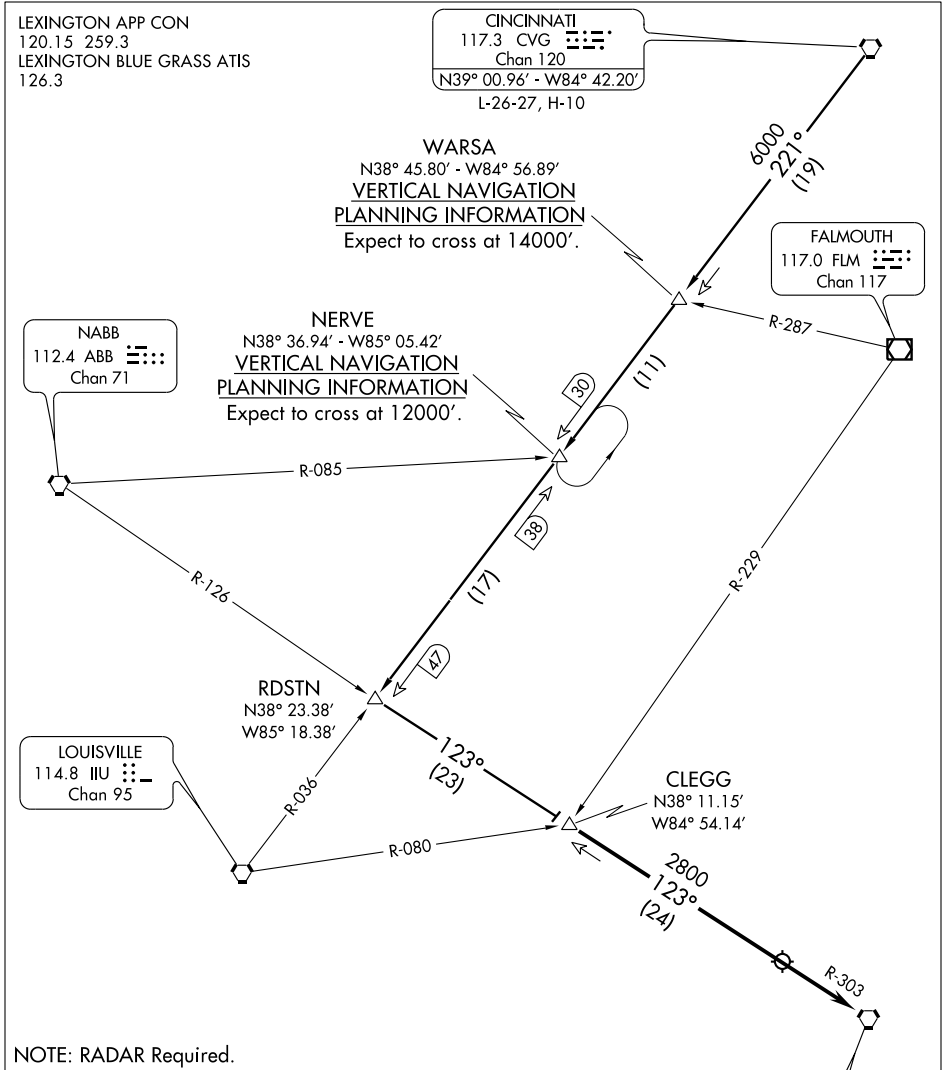 LEXINGTON APP CON
120.15 259.3
LEXINGTON BLUE GRASS ATIS
126.3
CINCINNATI
117.3 CVG
Chan 120
N39° 00.96' - W84° 42.20'
L-26-27, H-10
6000
221°
(19)
WARSA
N38° 45.80' - W84° 56.89'
VERTICAL NAVIGATION
PLANNING INFORMATION
Expect to cross at 14000'.
FALMOUTH
117.0 FLM
Chan 117
R-287
NERVE
N38° 36.94' - W85° 05.42'
VERTICAL NAVIGATION
PLANNING INFORMATION
Expect to cross at 12000'.
NABB
112.4 ABB
Chan 71
(11)
30
R-085
38
R-229
R-126
(17)
47
RDSTN
N38° 23.38'
W85° 18.38'
LOUISVILLE
114.8 IIU
Chan 95
R-036
123°
(23)
CLEGG
N38° 11.15'
W84° 54.14'
R-080
2800
123°
(24)
R-303
NOTE: RADAR Required.